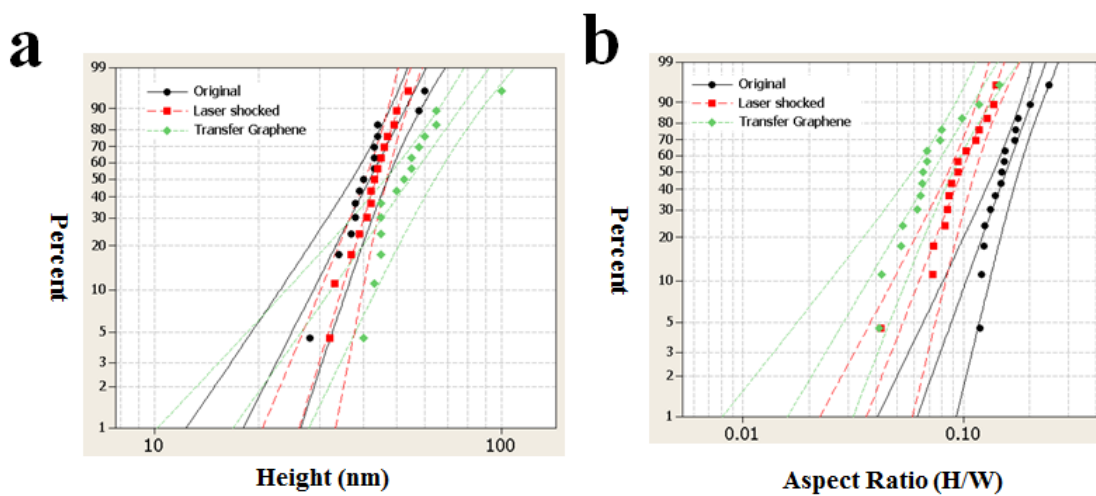 a
99
90
80
70
60
50
40
30
20
10
5
3
2
1
Original
Laser shocked
Transfer Graphene
Percent
10
100
Height (nm)
b
99
90
80
70
60
50
40
30
20
10
5
3
2
1
Original
Laser shocked
Transfer Graphene
Percent
0.01
0.10
Aspect Ratio (H/W)